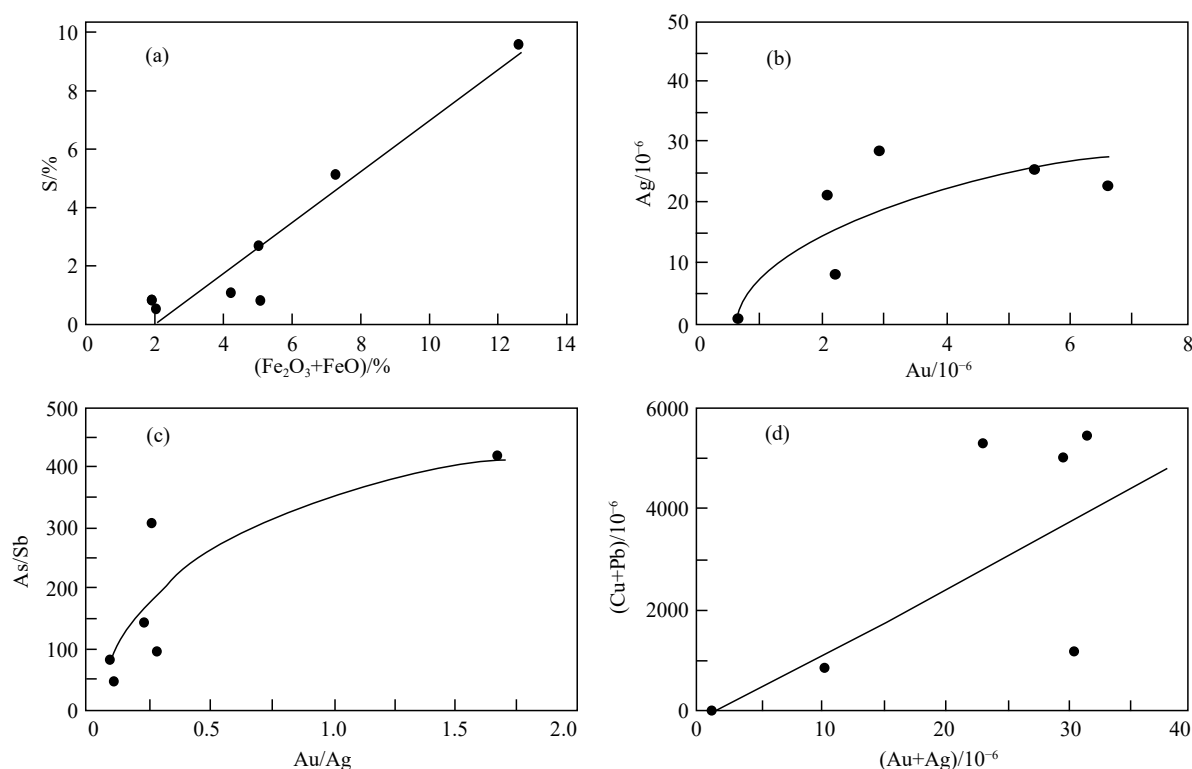 (a)
10
8
6
4
2
0
S/%
0 2 4 6 8 10 12 14
(Fe₂O₃+FeO)/%
(b)
50
40
30
20
10
0
Ag/10⁻⁶
0 2 4 6 8
Au/10⁻⁶
(c)
500
400
300
200
100
0
As/Sb
0 0.5 1.0 1.5 2.0
Au/Ag
(d)
6000
4000
2000
0
(Cu+Pb)/10⁻⁶
0 10 20 30 40
(Au+Ag)/10⁻⁶